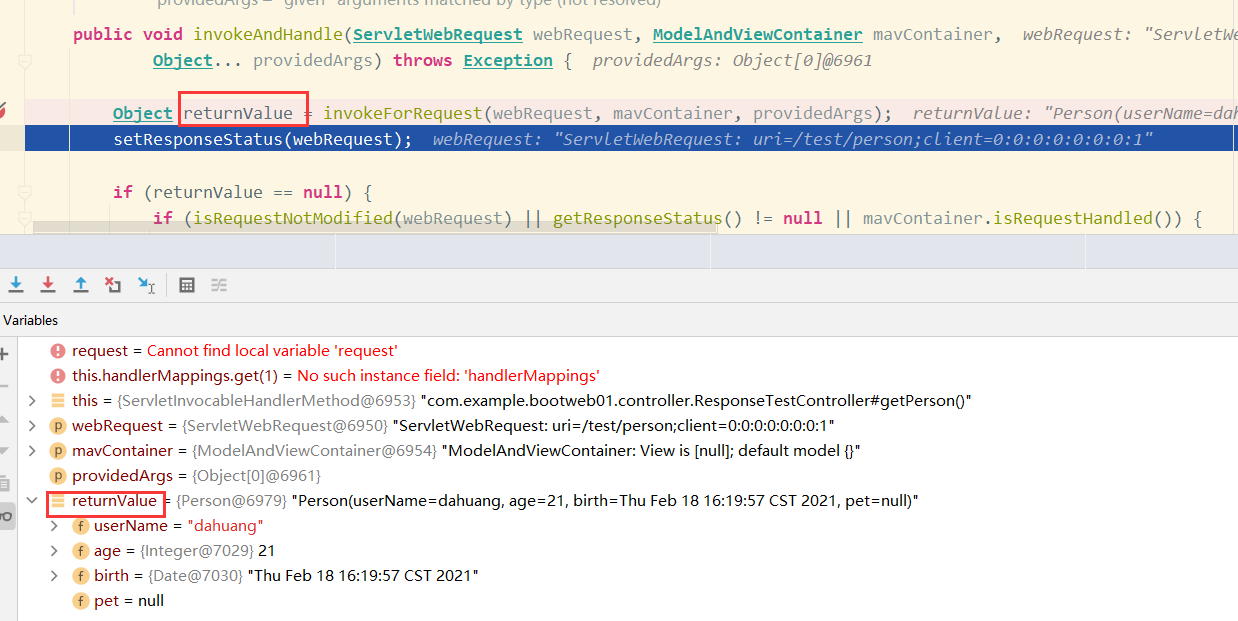 providedArgs – "given" arguments matched by type (not resolved)
public void invokeAndHandle(ServletWebRequest webRequest, ModelAndViewContainer mavContainer, webRequest: "ServletWe
Object... providedArgs) throws Exception { providedArgs: Object[0]@6961
Object returnValue = invokeForRequest(webRequest, mavContainer, providedArgs); returnValue: "Person(userName=dah
setResponseStatus(webRequest); webRequest: "ServletWebRequest: uri=/test/person;client=0:0:0:0:0:0:0:1"
if (returnValue == null) {
if (isRequestNotModified(webRequest) || getResponseStatus() != null || mavContainer.isRequestHandled()) {
Variables
request = Cannot find local variable 'request'
this.handlerMappings.get(1) = No such instance field: 'handlerMappings'
this = {ServletInvocableHandlerMethod@6953} "com.example.bootweb01.controller.ResponseTestController#getPerson()"
p webRequest = {ServletWebRequest@6950} "ServletWebRequest: uri=/test/person;client=0:0:0:0:0:0:0:1"
p mavContainer = {ModelAndViewContainer@6954} "ModelAndViewContainer: View is [null]; default model {}"
p providedArgs = {Object[0]@6961}
returnValue = {Person@6979} "Person(userName=dahuang, age=21, birth=Thu Feb 18 16:19:57 CST 2021, pet=null)"
f userName = "dahuang"
f age = {Integer@7029} 21
f birth = {Date@7030} "Thu Feb 18 16:19:57 CST 2021"
f pet = null